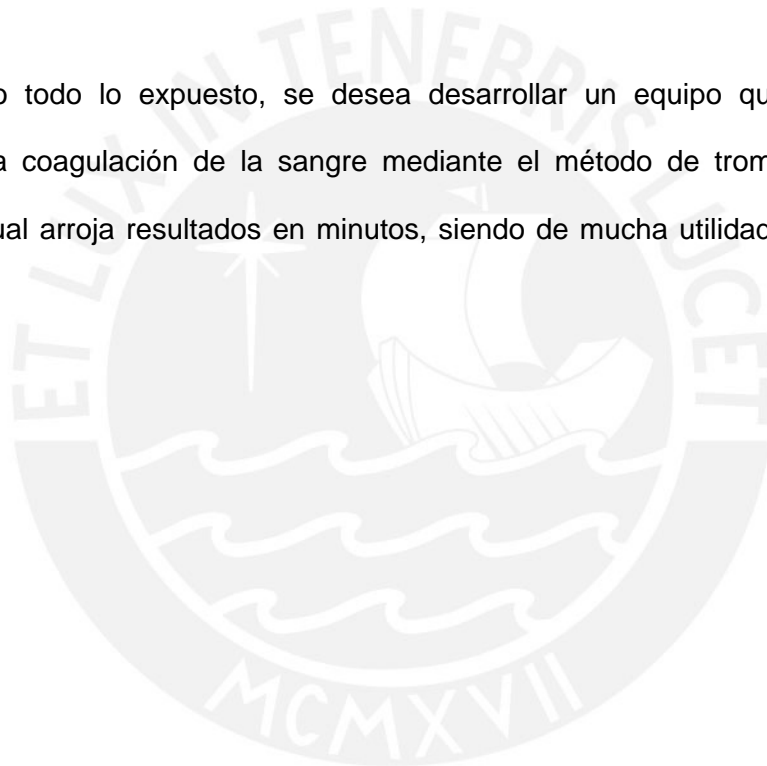 o todo lo expuesto, se desea desarrollar un equipo qu
a coagulación de la sangre mediante el método de trom
ual arroja resultados en minutos, siendo de mucha utilidad
ET LUX IN TENEBRIS LUCET
MCMXVII